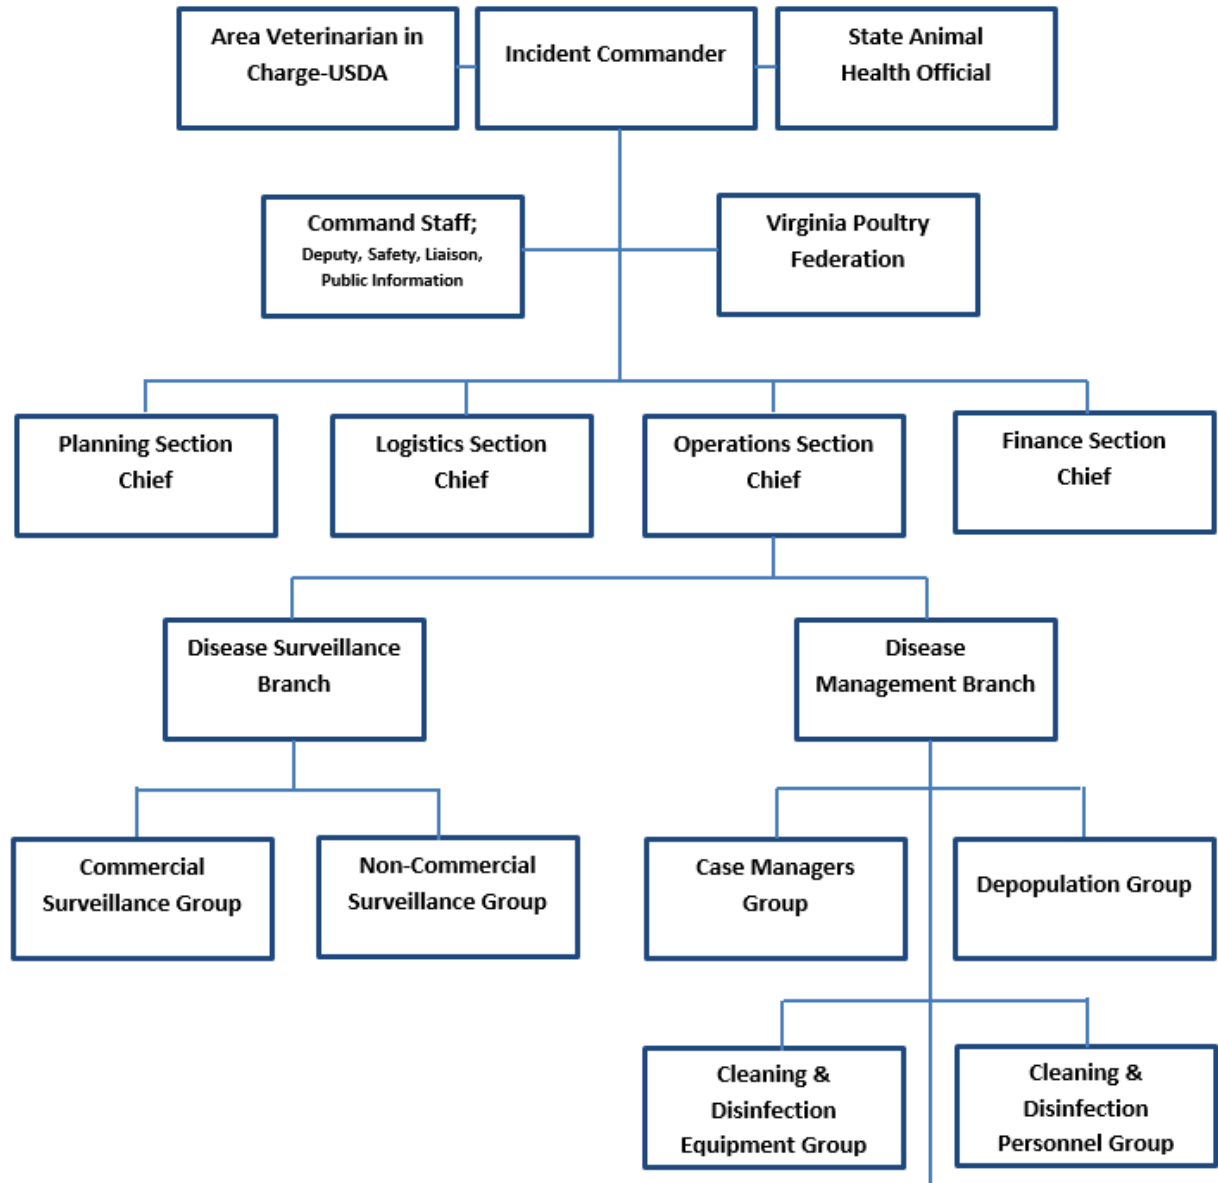 Area Veterinarian in
Charge-USDA
Incident Commander
State Animal
Health Official
Command Staff;
Deputy, Safety, Liaison,
Public Information
Virginia Poultry
Federation
Planning Section
Chief
Logistics Section
Chief
Operations Section
Chief
Finance Section
Chief
Disease Surveillance
Branch
Disease
Management Branch
Commercial
Surveillance Group
Non-Commercial
Surveillance Group
Case Managers
Group
Depopulation Group
Cleaning &
Disinfection
Equipment Group
Cleaning &
Disinfection
Personnel Group